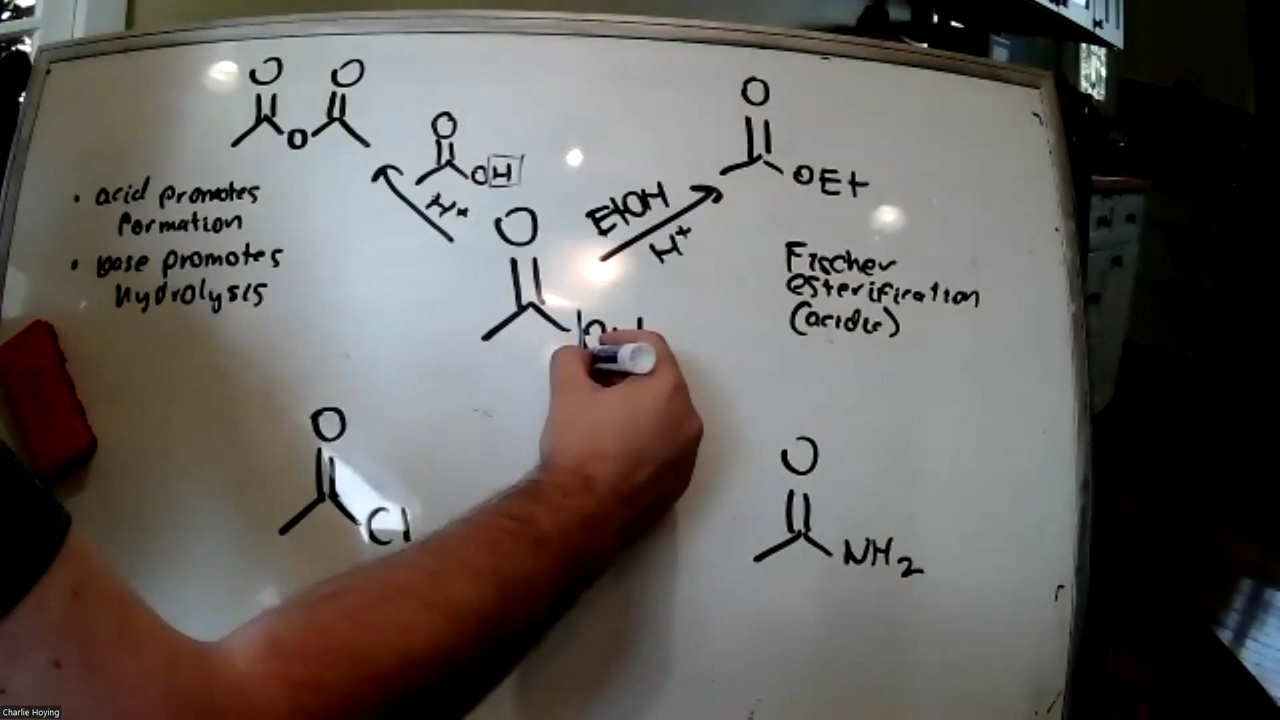 O O
O
O
OH
• acid promotes
formation
• base promotes
hydrolysis
H+
O
EtOH
H+
O
OEt
Fischer
esterification
(acidic)
O
Cl
O
NH2
Charlie Hoying